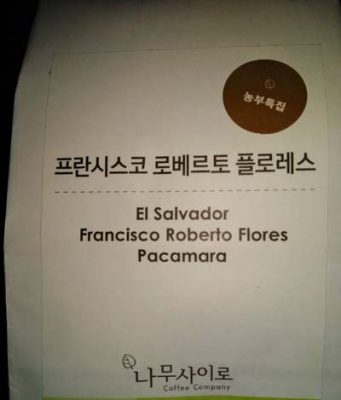 농부특집
프란시스코 로베르토 플로레스
El Salvador
Francisco Roberto Flores
Pacamara
나무사이로
Coffee Company